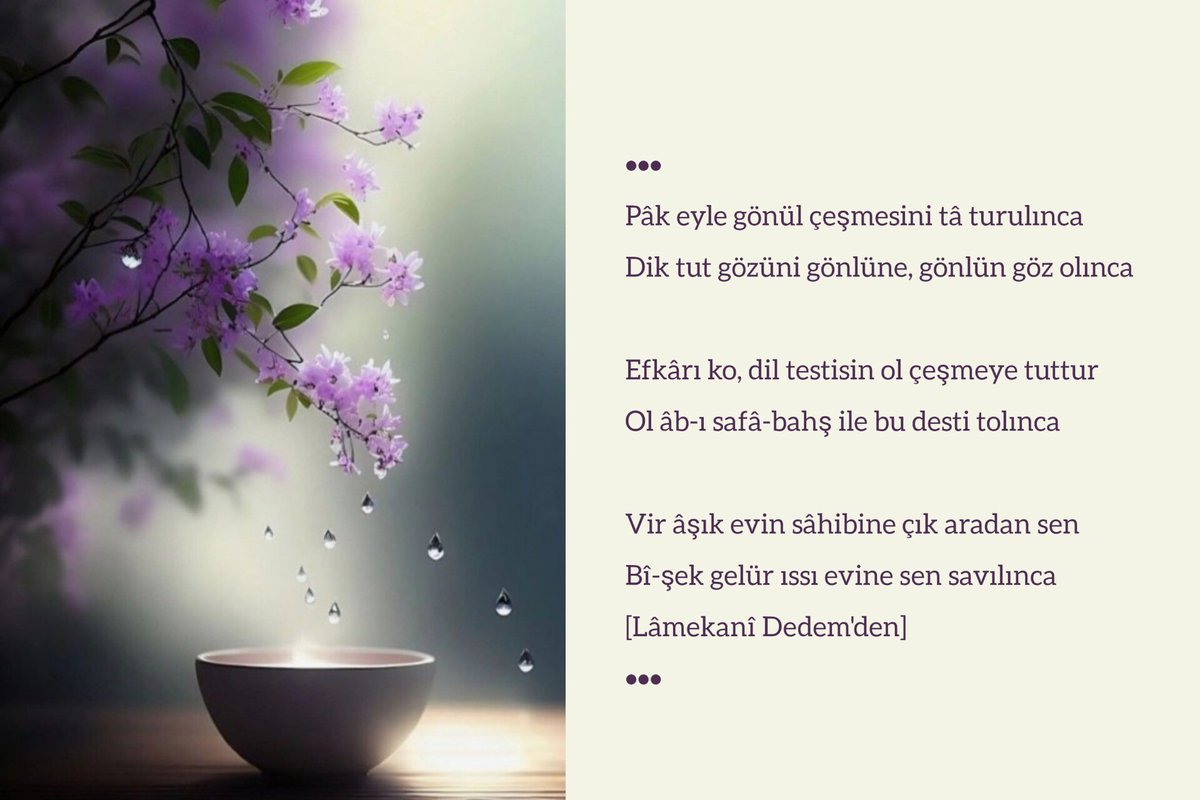 •••
Pâk eyle gönül çeşmesini tâ turulınca
Dik tut gözüni gönlüne, gönlün göz olınca
Efkârı ko, dil testisin ol çeşmeye tuttur
Ol âb-ı safâ-bahş ile bu desti tolınca
Vir âşık evin sâhibine çık aradan sen
Bî-şek gelür ıssı evine sen savılınca
[Lâmekanî Dedem'den]
•••